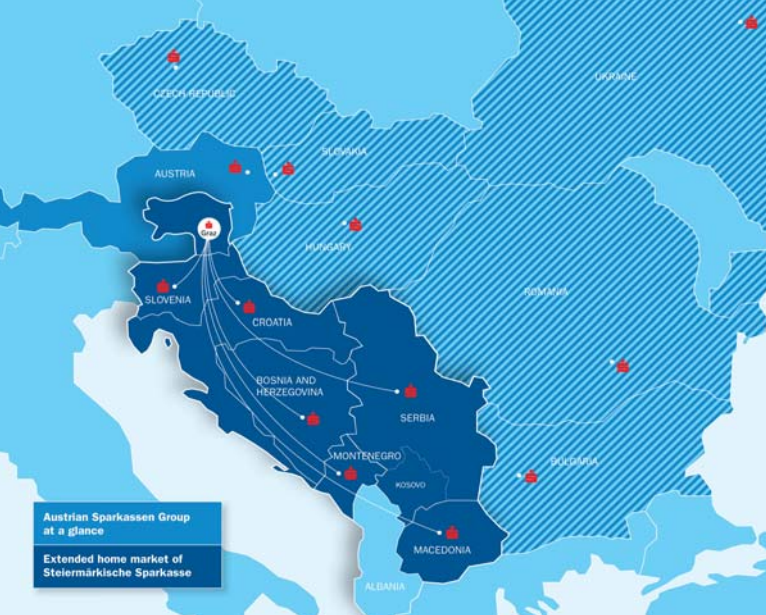 UKRAINE
CZECH REPUBLIC
SLOVAKIA
AUSTRIA
Graz
HUNGARY
SLOVENIA
ROMANIA
CROATIA
BOSNIA AND
HERZEGOVINA
SERBIA
MONTENEGRO
BULGARIA
KOSOVO
Austrian Sparkassen Group
at a glance
MACEDONIA
Extended home market of
Steiermärkische Sparkasse
ALBANIA